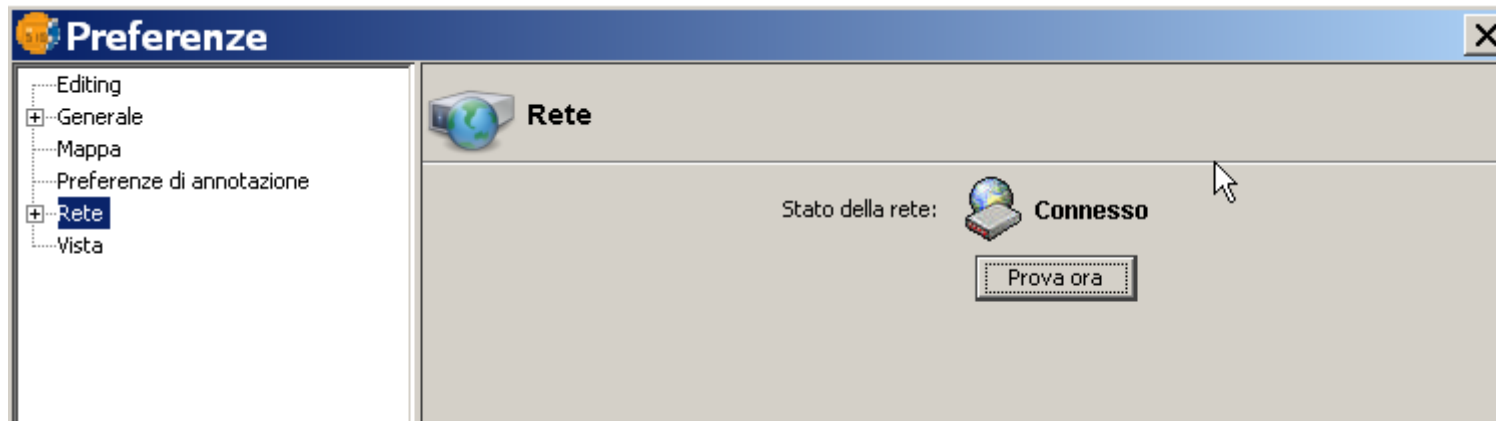 Preferenze
Editing
Generale
Mappa
Preferenze di annotazione
Rete
Vista
Rete
Stato della rete: Connesso
Prova ora